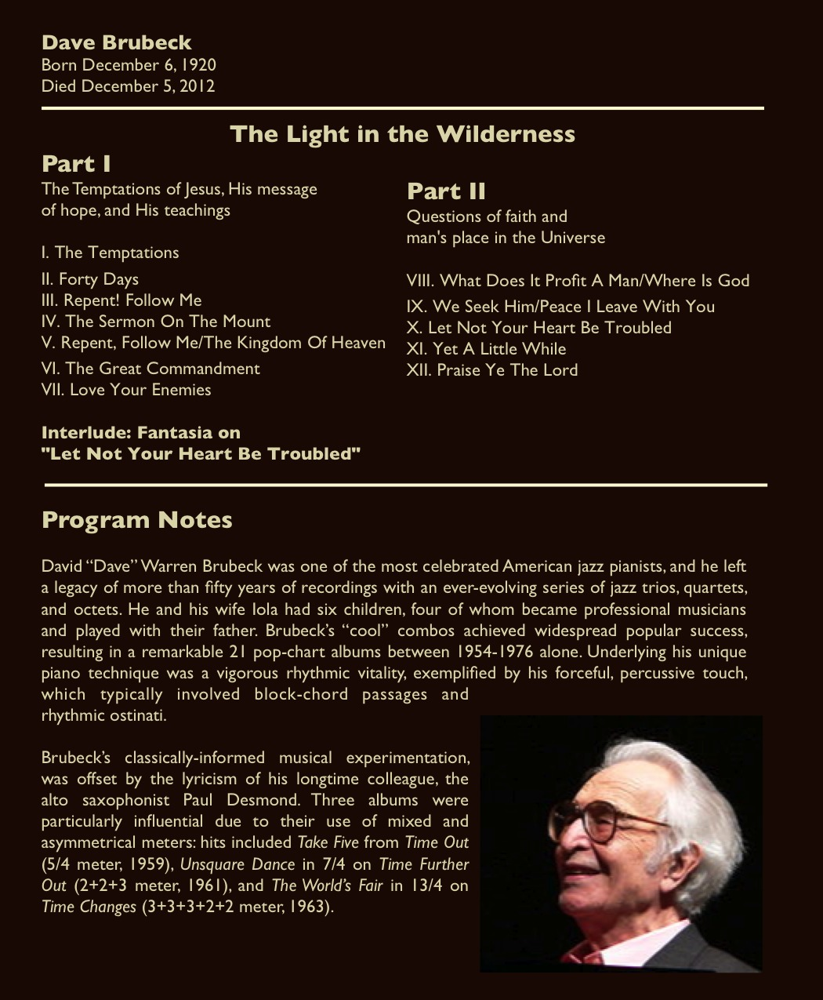 Dave Brubeck
Born December 6, 1920
Died December 5, 2012
The Light in the Wilderness
Part I
The Temptations of Jesus, His message
of hope, and His teachings
I. The Temptations
II. Forty Days
III. Repent! Follow Me
IV. The Sermon On The Mount
V. Repent, Follow Me/The Kingdom Of Heaven
VI. The Great Commandment
VII. Love Your Enemies
Interlude: Fantasia on
"Let Not Your Heart Be Troubled"
Part II
Questions of faith and
man's place in the Universe
VIII. What Does It Profit A Man/Where Is God
IX. We Seek Him/Peace I Leave With You
X. Let Not Your Heart Be Troubled
XI. Yet A Little While
XII. Praise Ye The Lord
Program Notes
David “Dave” Warren Brubeck was one of the most celebrated American jazz pianists, and he left
a legacy of more than fifty years of recordings with an ever-evolving series of jazz trios, quartets,
and octets. He and his wife Iola had six children, four of whom became professional musicians
and played with their father. Brubeck’s “cool” combos achieved widespread popular success,
resulting in a remarkable 21 pop-chart albums between 1954-1976 alone. Underlying his unique
piano technique was a vigorous rhythmic vitality, exemplified by his forceful, percussive touch,
which typically involved block-chord passages and
rhythmic ostinati.
Brubeck’s classically-informed musical experimentation,
was offset by the lyricism of his longtime colleague, the
alto saxophonist Paul Desmond. Three albums were
particularly influential due to their use of mixed and
asymmetrical meters: hits included Take Five from Time Out
(5/4 meter, 1959), Unsquare Dance in 7/4 on Time Further
Out (2+2+3 meter, 1961), and The World’s Fair in 13/4 on
Time Changes (3+3+3+2+2 meter, 1963).